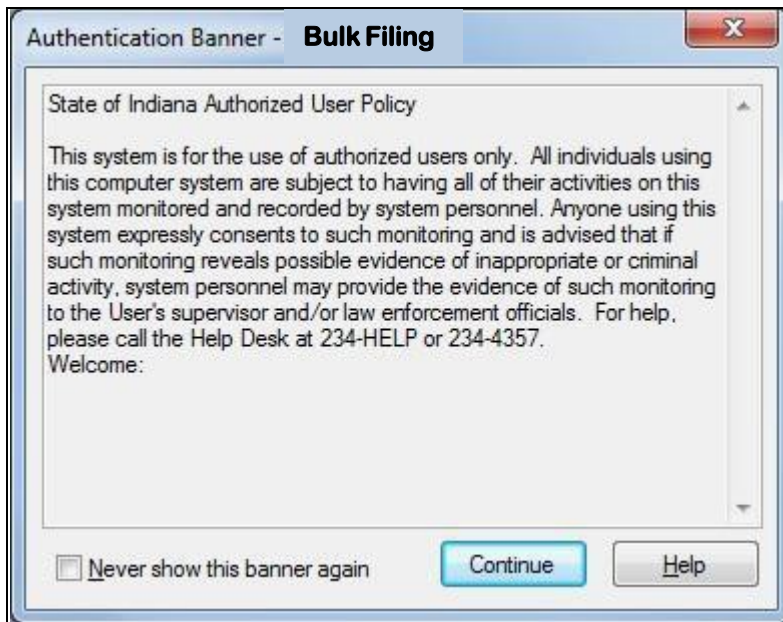 Authentication Banner - Bulk Filing
State of Indiana Authorized User Policy
This system is for the use of authorized users only.  All individuals using
this computer system are subject to having all of their activities on this
system monitored and recorded by system personnel. Anyone using this
system expressly consents to such monitoring and is advised that if
such monitoring reveals possible evidence of inappropriate or criminal
activity, system personnel may provide the evidence of such monitoring
to the User's supervisor and/or law enforcement officials.  For help,
please call the Help Desk at 234-HELP or 234-4357.
Welcome:
Never show this banner again
Continue
Help